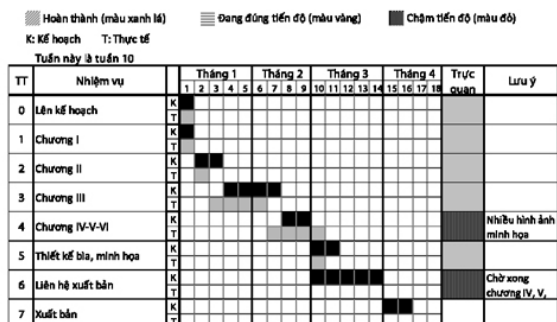 Hoàn thành (màu xanh lá) Đang đúng tiến độ (màu vàng) Chậm tiến độ (màu đỏ)
K: Kế hoạch T: Thực tế
Tuần này là tuần 10
TT Nhiệm vụ Tháng 1 Tháng 2 Tháng 3 Tháng 4 Trực quan Lưu ý
1 2 3 4 5 6 7 8 9 10 11 12 13 14 15 16 17 18
0 Lên kế hoạch K
T
1 Chương I K
T
2 Chương II K
T
3 Chương III K
T
4 Chương IV-V-VI K Nhiều hình ảnh
T minh họa
5 Thiết kế bìa, minh họa K
T
6 Liên hệ xuất bản K Chờ xong
T chương IV, V,
7 Xuất bản K
T